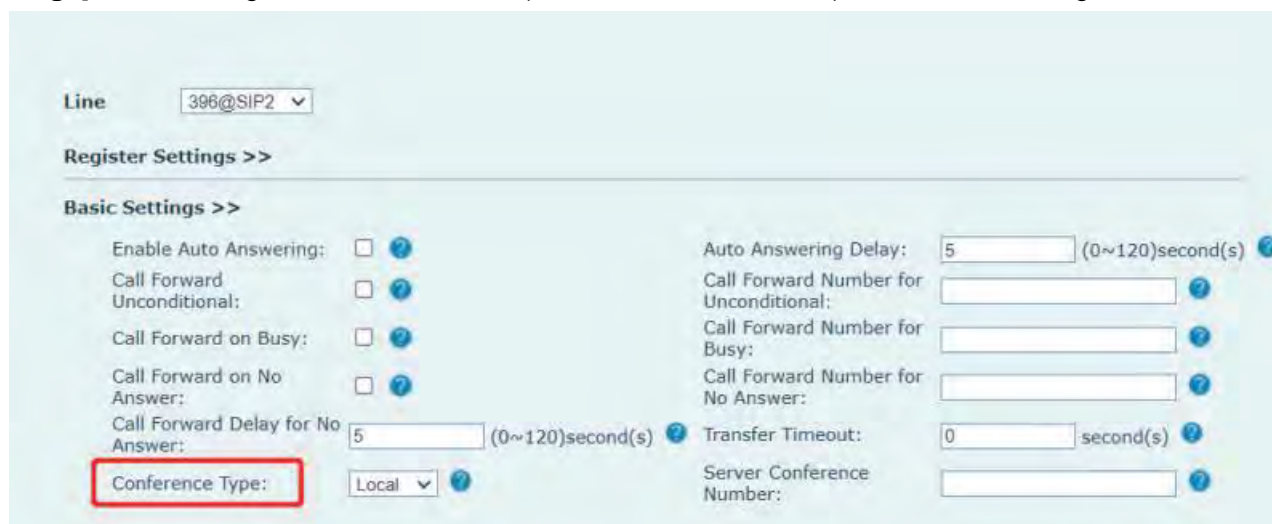 Line 396@SIP2
Register Settings >>
Basic Settings >>
Enable Auto Answering: ? Auto Answering Delay: 5 (0~120)second(s) ?
Call Forward
Unconditional: ? Call Forward Number for
Unconditional: ?
Call Forward on Busy: ? Call Forward Number for
Busy: ?
Call Forward on No
Answer: ? Call Forward Number for
No Answer: ?
Call Forward Delay for No
Answer: 5 (0~120)second(s) ? Transfer Timeout: 0 second(s) ?
Conference Type: Local ? Server Conference
Number: ?